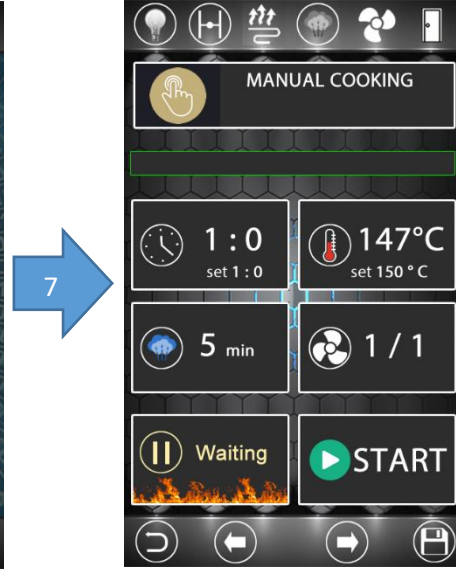 MANUAL COOKING
7
1 : 0
set 1 : 0
147°C
set 150 ° C
5 min
1 / 1
Waiting
START